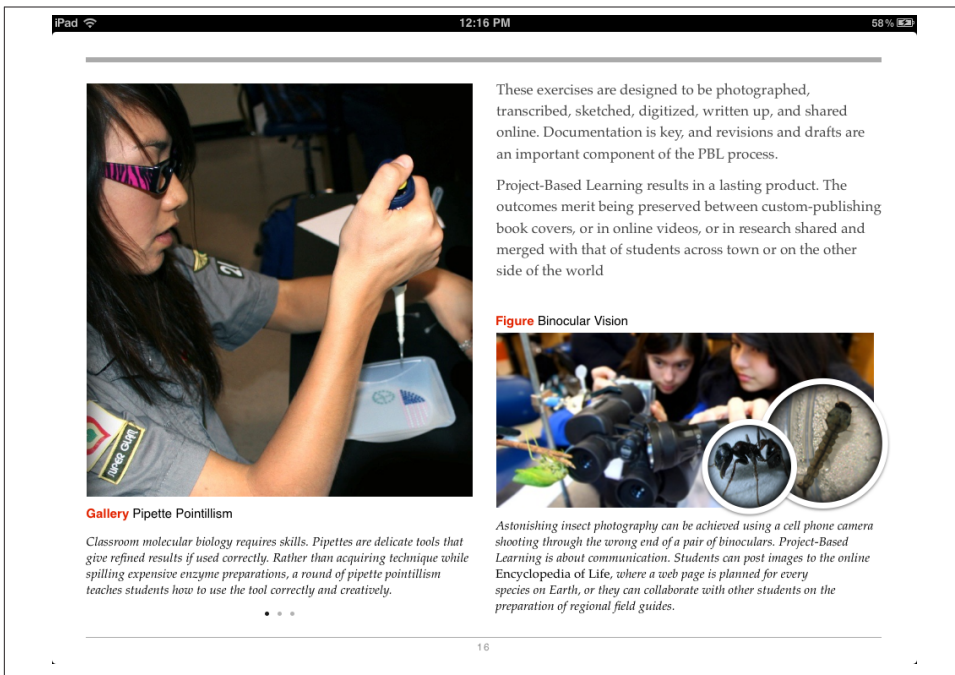 iPad
12:16 PM
58%
These exercises are designed to be photographed,
transcribed, sketched, digitized, written up, and shared
online. Documentation is key, and revisions and drafts are
an important component of the PBL process.
Project-Based Learning results in a lasting product. The
outcomes merit being preserved between custom-publishing
book covers, or in online videos, or in research shared and
merged with that of students across town or on the other
side of the world
SUPER GUAPI
Gallery Pipette Pointillism
Classroom molecular biology requires skills. Pipettes are delicate tools that
give refined results if used correctly. Rather than acquiring technique while
spilling expensive enzyme preparations, a round of pipette pointillism
teaches students how to use the tool correctly and creatively.
Figure Binocular Vision
Astonishing insect photography can be achieved using a cell phone camera
shooting through the wrong end of a pair of binoculars. Project-Based
Learning is about communication. Students can post images to the online
Encyclopedia of Life, where a web page is planned for every
species on Earth, or they can collaborate with other students on the
preparation of regional field guides.
16